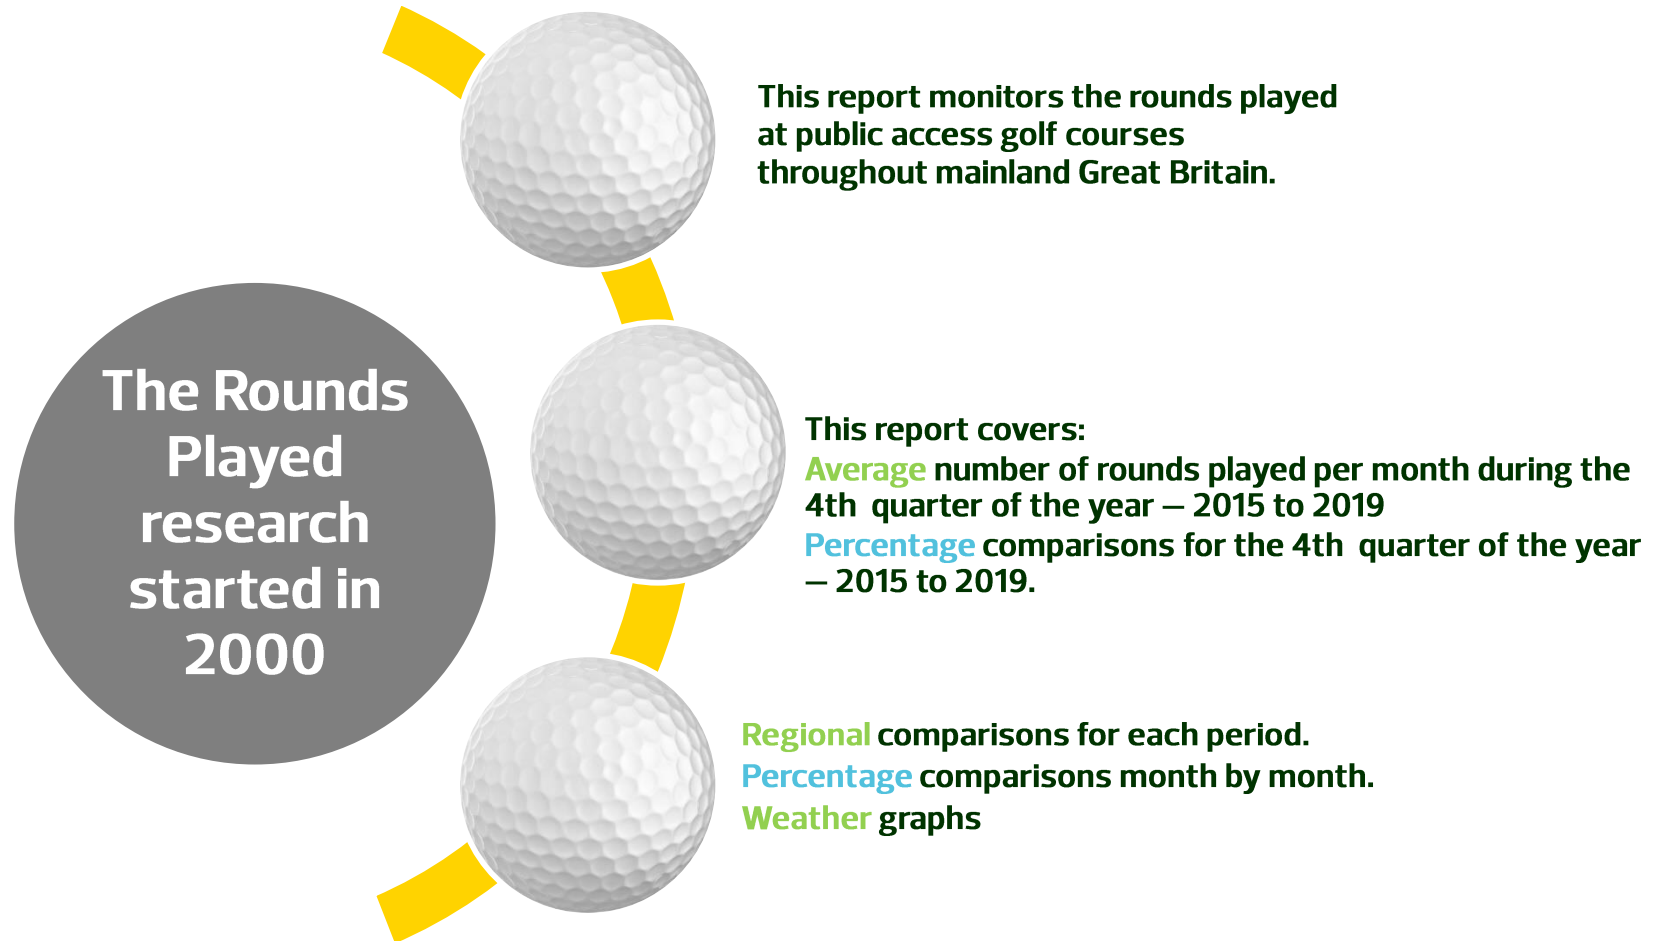 The Rounds
Played
research
started in
2000
This report monitors the rounds played
at public access golf courses
throughout mainland Great Britain.
This report covers:
Average number of rounds played per month during the
4th  quarter of the year – 2015 to 2019
Percentage comparisons for the 4th  quarter of the year
– 2015 to 2019.
Regional comparisons for each period.
Percentage comparisons month by month.
Weather graphs